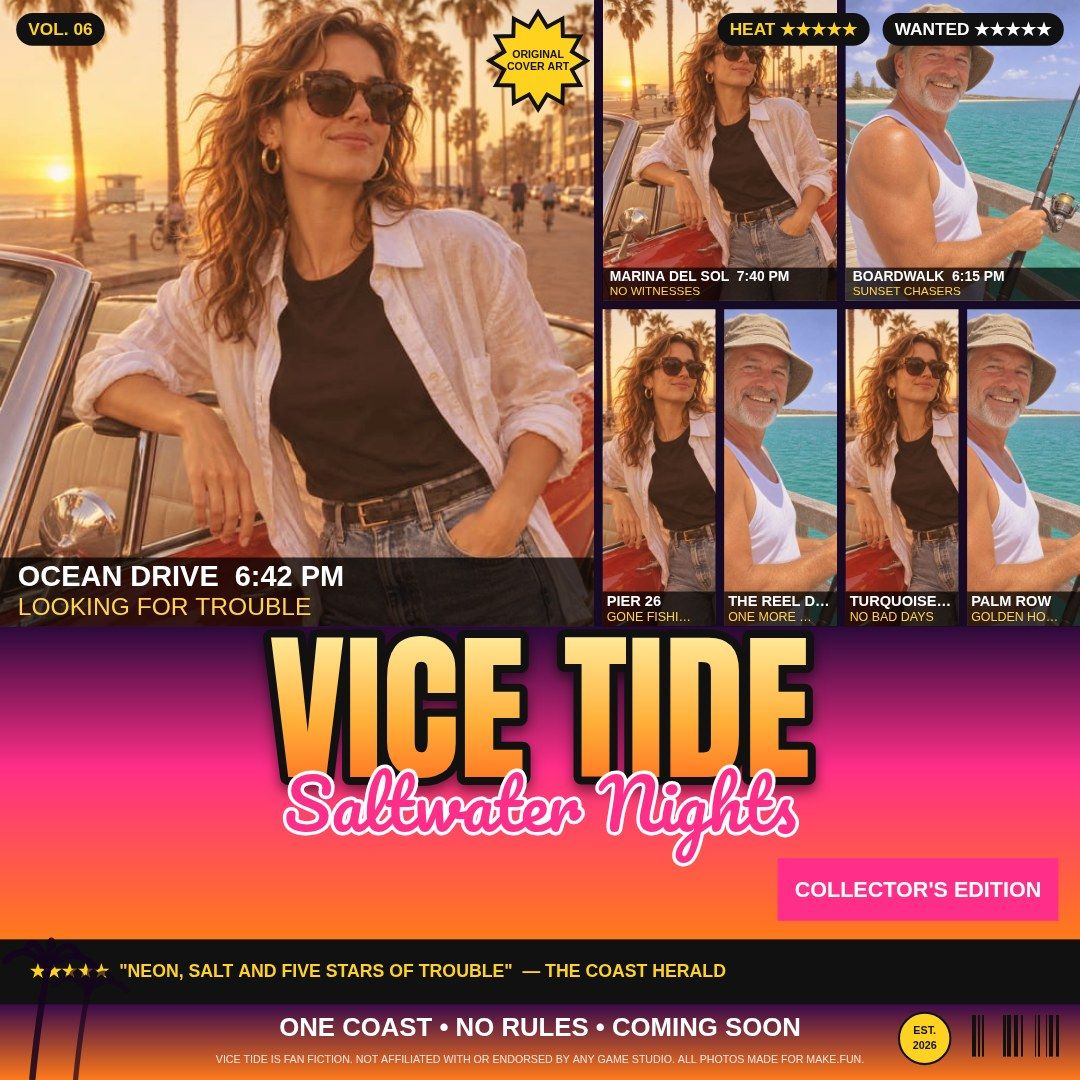 VOL. 06
ORIGINAL
COVER ART
HEAT ★★★★★
WANTED ★★★★★
OCEAN DRIVE 6:42 PM
LOOKING FOR TROUBLE
MARINA DEL SOL 7:40 PM
NO WITNESSES
BOARDWALK 6:15 PM
SUNSET CHASERS
PIER 26
GONE FISHI...
THE REEL D...
ONE MORE ...
TURQUOISE...
NO BAD DAYS
PALM ROW
GOLDEN HO...
VICE TIDE
Saltwater Nights
COLLECTOR'S EDITION
★★★★★ "NEON, SALT AND FIVE STARS OF TROUBLE" — THE COAST HERALD
ONE COAST • NO RULES • COMING SOON
VICE TIDE IS FAN FICTION. NOT AFFILIATED WITH OR ENDORSED BY ANY GAME STUDIO. ALL PHOTOS MADE FOR MAKE.FUN.
EST.
2026